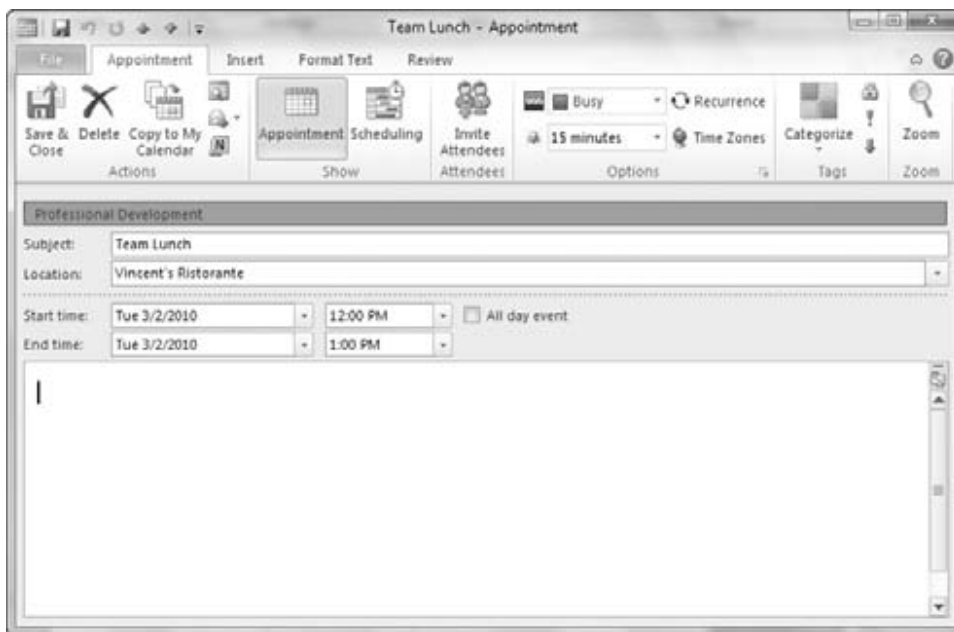 Team Lunch - Appointment
File Appointment Insert Format Text Review
Save & Close Delete Copy to My Calendar Appointment Scheduling Invite Attendees Busy Recurrence 15 minutes Time Zones Categorize Zoom
Actions Show Attendees Options Tags Zoom
Professional Development
Subject: Team Lunch
Location: Vincent's Ristorante
Start time: Tue 3/2/2010 12:00 PM All day event
End time: Tue 3/2/2010 1:00 PM